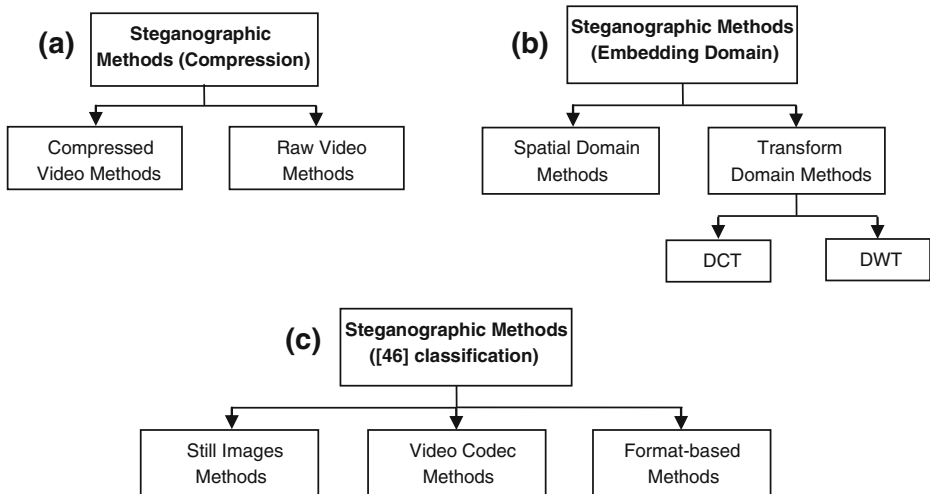 (a)
Steganographic
Methods (Compression)
Compressed
Video Methods
Raw Video
Methods
(b)
Steganographic Methods
(Embedding Domain)
Spatial Domain
Methods
Transform
Domain Methods
DCT
DWT
(c)
Steganographic Methods
([46] classification)
Still Images
Methods
Video Codec
Methods
Format-based
Methods